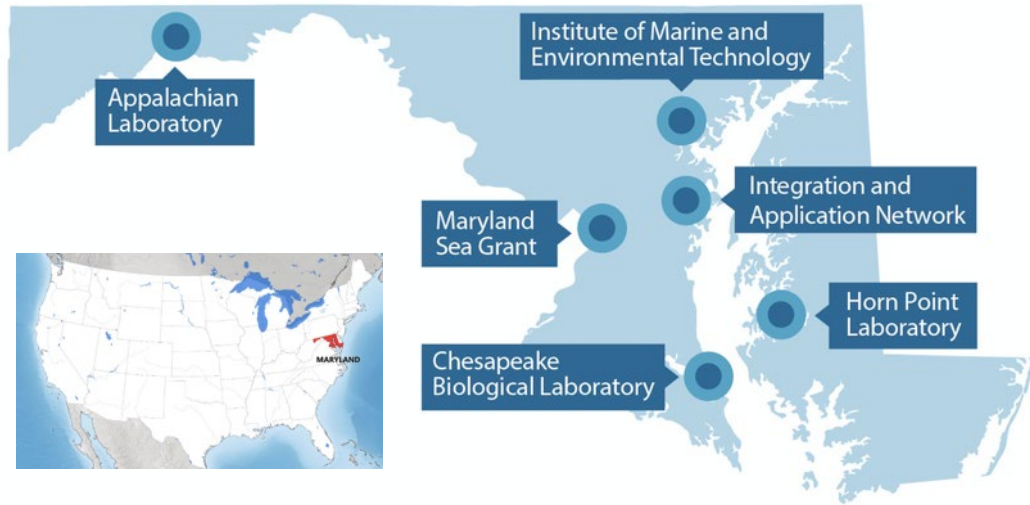 Institute of Marine and
Environmental Technology
Appalachian
Laboratory
Integration and
Application Network
Maryland
Sea Grant
Horn Point
Laboratory
Chesapeake
Biological Laboratory
MARYLAND